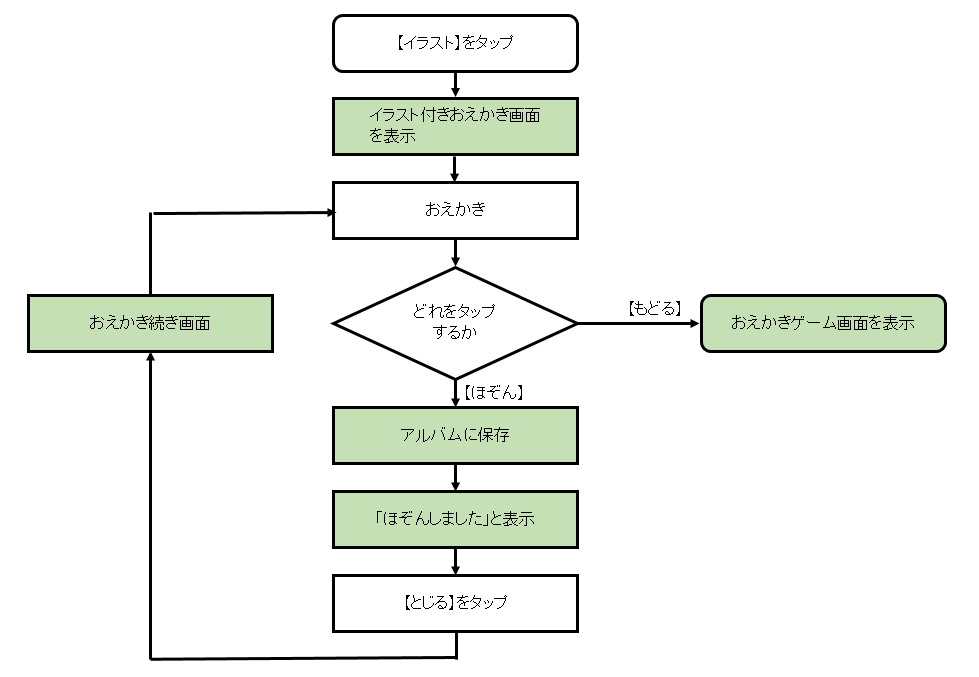 【イラスト】をタップ
イラスト付きおえかき画面
を表示
おえかき
どれをタップ
するか
【もどる】
おえかきゲーム画面を表示
おえかき続き画面
【ほぞん】
アルバムに保存
「ほぞんしました」と表示
【とじる】をタップ